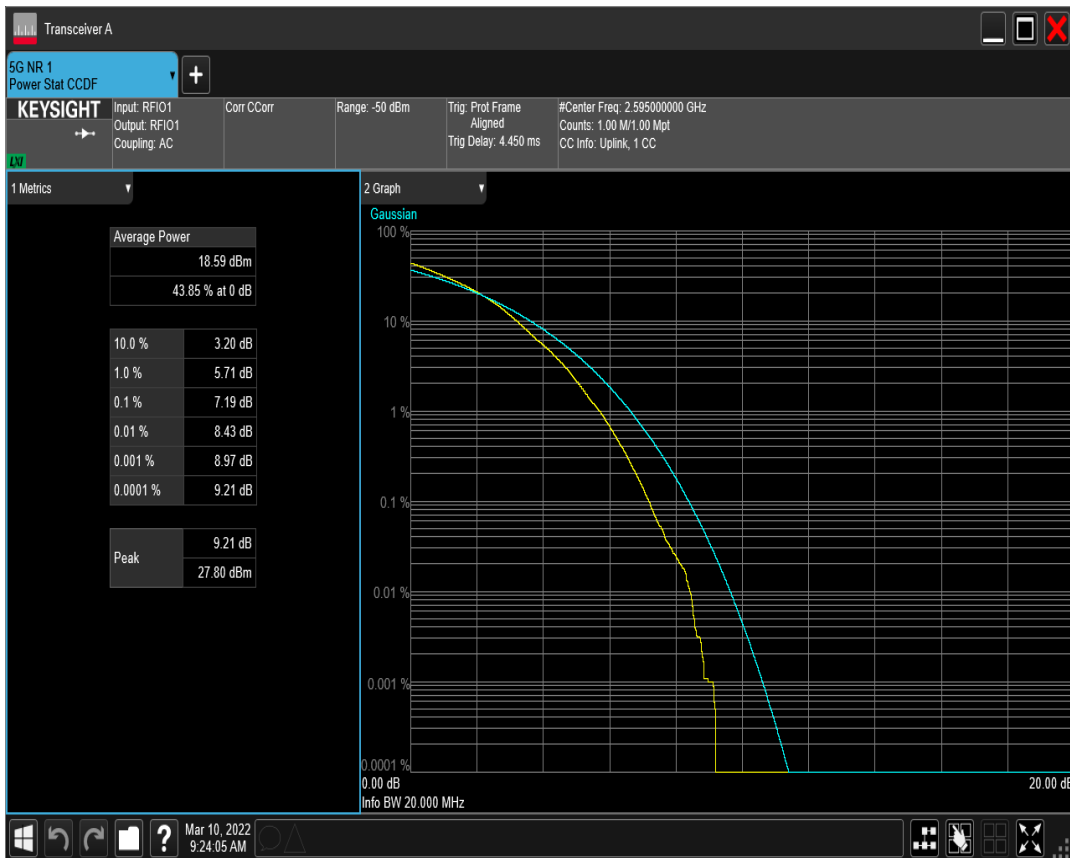 Transceiver A
5G NR 1
Power Stat CCDF
+
KEYSIGHT
LXI
Input: RFIO1
Output: RFIO1
Coupling: AC
Corr CCorr
Range: -50 dBm
Trig: Prot Frame
Aligned
Trig Delay: 4.450 ms
#Center Freq: 2.595000000 GHz
Counts: 1.00 M/1.00 Mpt
CC Info: Uplink, 1 CC
1 Metrics
Average Power
18.59 dBm
43.85 % at 0 dB
10.0 % 3.20 dB
1.0 % 5.71 dB
0.1 % 7.19 dB
0.01 % 8.43 dB
0.001 % 8.97 dB
0.0001 % 9.21 dB
Peak
9.21 dB
27.80 dBm
2 Graph
Gaussian
100 %
10 %
1 %
0.1 %
0.01 %
0.001 %
0.0001 %
0.00 dB 20.00 dB
Info BW 20.000 MHz
?
Mar 10, 2022
9:24:05 AM